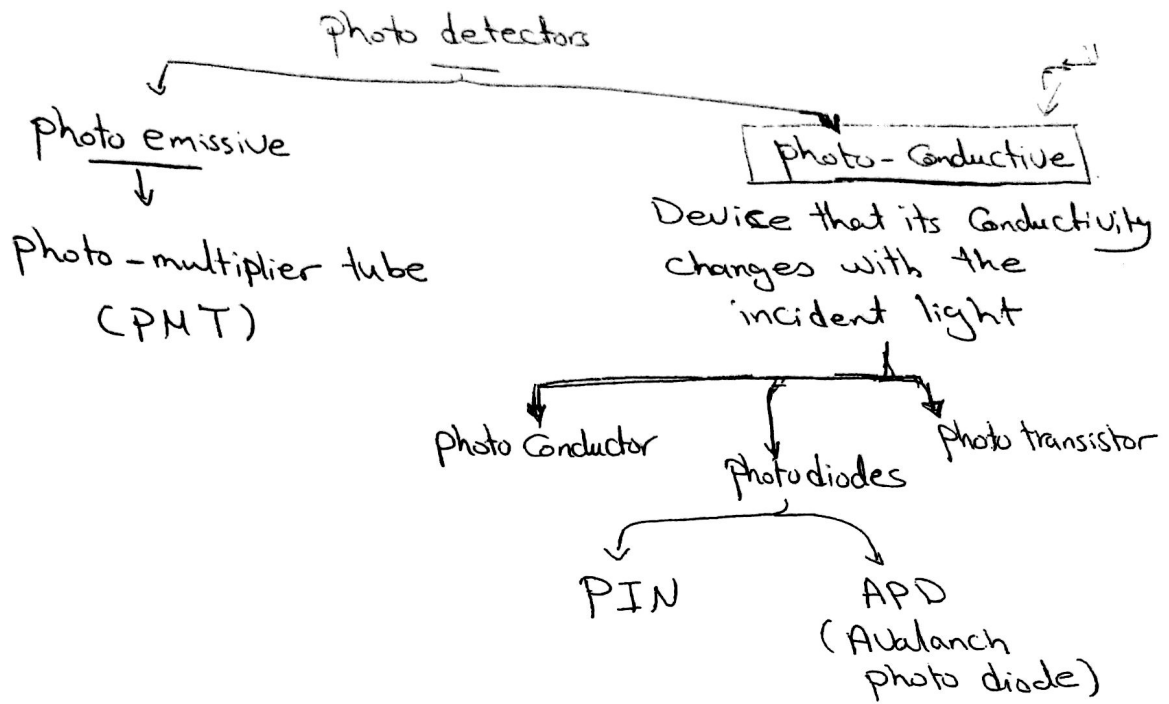 photo detectors
photo emissive
photo-multiplier tube
(PMT)
photo-Conductive
Device that its Conductivity
changes with the
incident light
photo Conductor
photodiodes
photo transistor
PIN
APD
(Avalanch
photo diode)